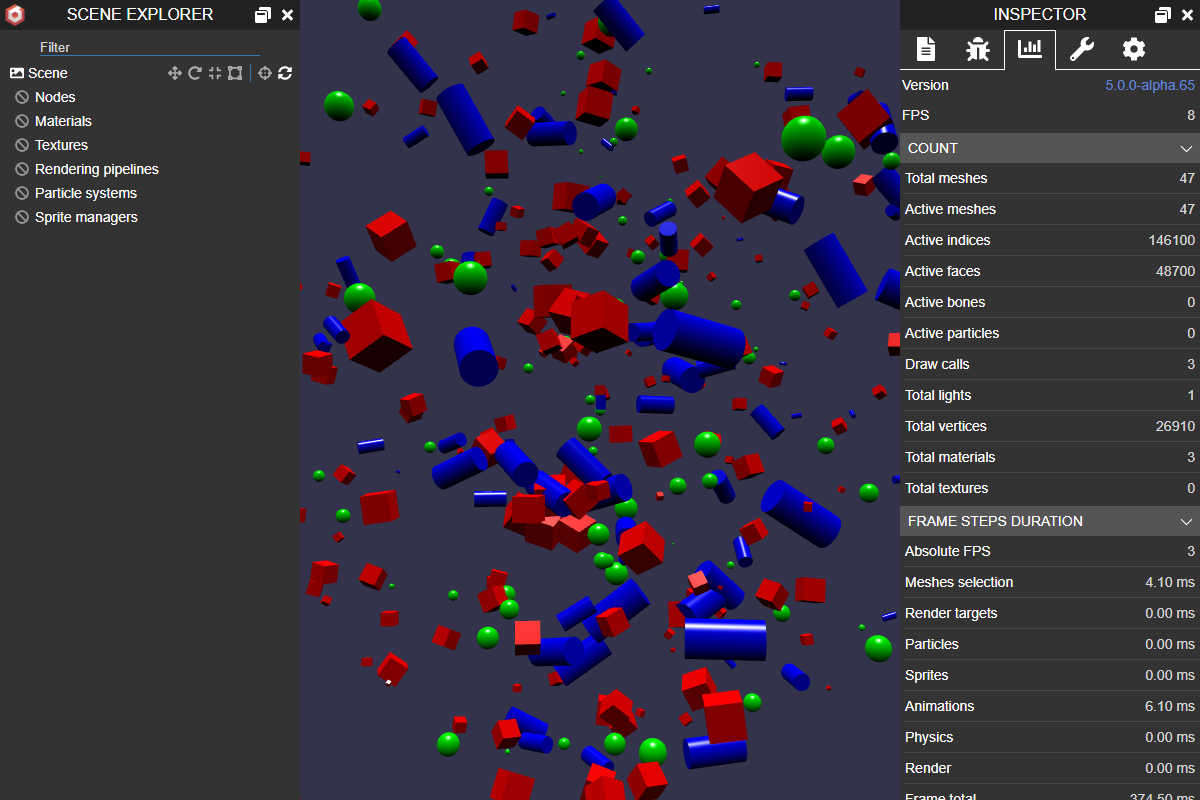 SCENE EXPLORER
Filter
Scene
Nodes
Materials
Textures
Rendering pipelines
Particle systems
Sprite managers
INSPECTOR
Version 5.0.0-alpha.65
FPS 8
COUNT
Total meshes 47
Active meshes 47
Active indices 146100
Active faces 48700
Active bones 0
Active particles 0
Draw calls 3
Total lights 1
Total vertices 26910
Total materials 3
Total textures 0
FRAME STEPS DURATION
Absolute FPS 3
Meshes selection 4.10 ms
Render targets 0.00 ms
Particles 0.00 ms
Sprites 0.00 ms
Animations 6.10 ms
Physics 0.00 ms
Render 0.00 ms
Frame total 374.50 ms